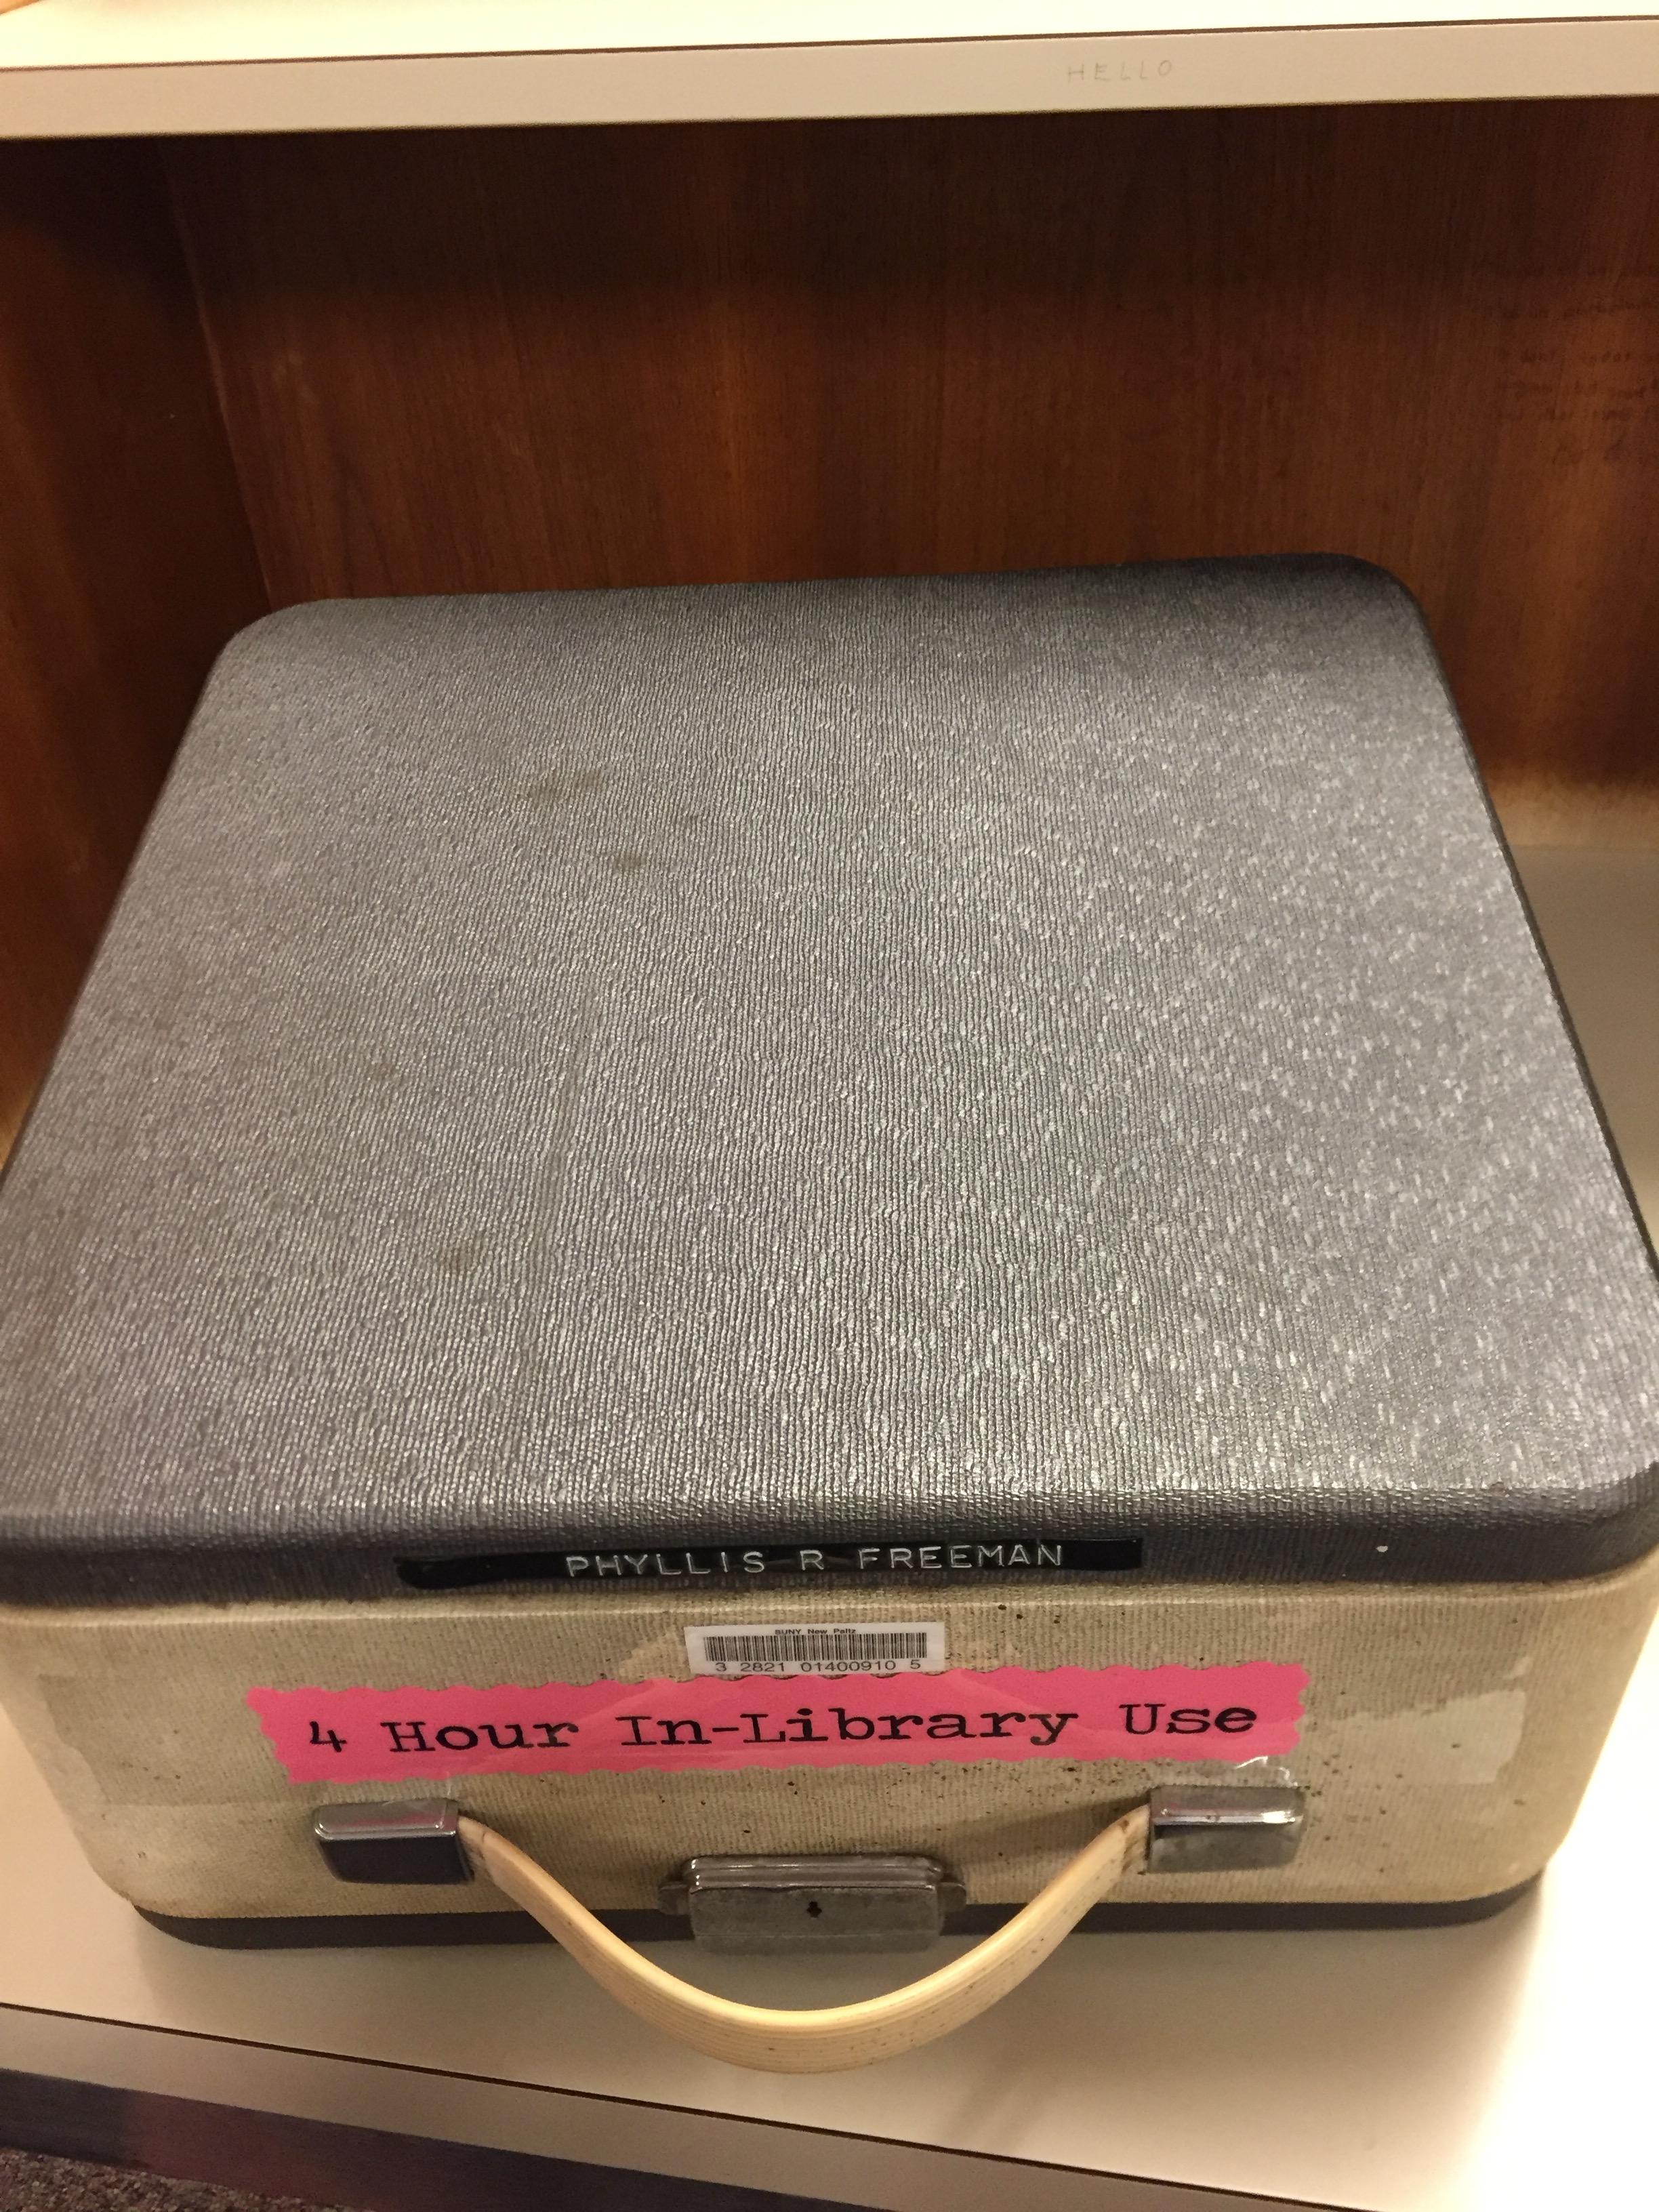 HELLO
PHYLLIS R FREEMAN
SUNY New Paltz
3 2821 01400910 5
4 Hour In-Library Use